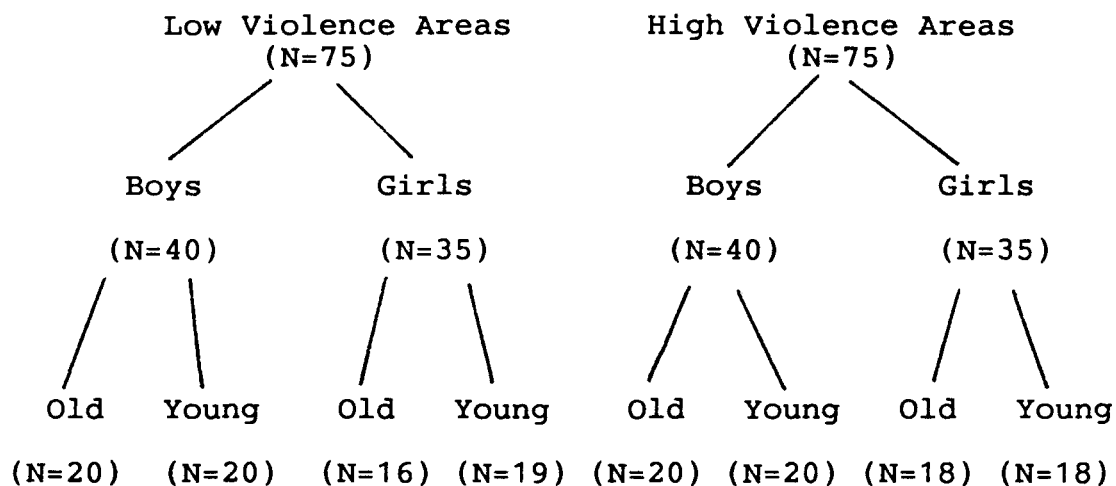 Low Violence Areas High Violence Areas
(N=75) (N=75)
Boys Girls Boys Girls
(N=40) (N=35) (N=40) (N=35)
Old Young Old Young Old Young Old Young
(N=20) (N=20) (N=16) (N=19) (N=20) (N=20) (N=18) (N=18)